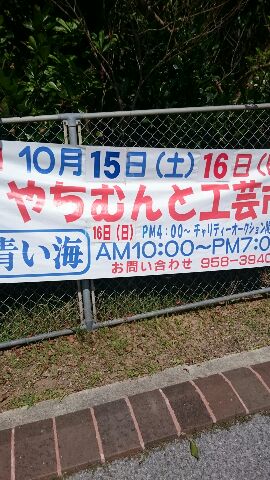 10月15日(土) 16日(
やちむんと工芸市
青い海
16日(日) PM4:00〜チャリティーオークション
AM10:00〜PM7:0
お問い合わせ 958-3940